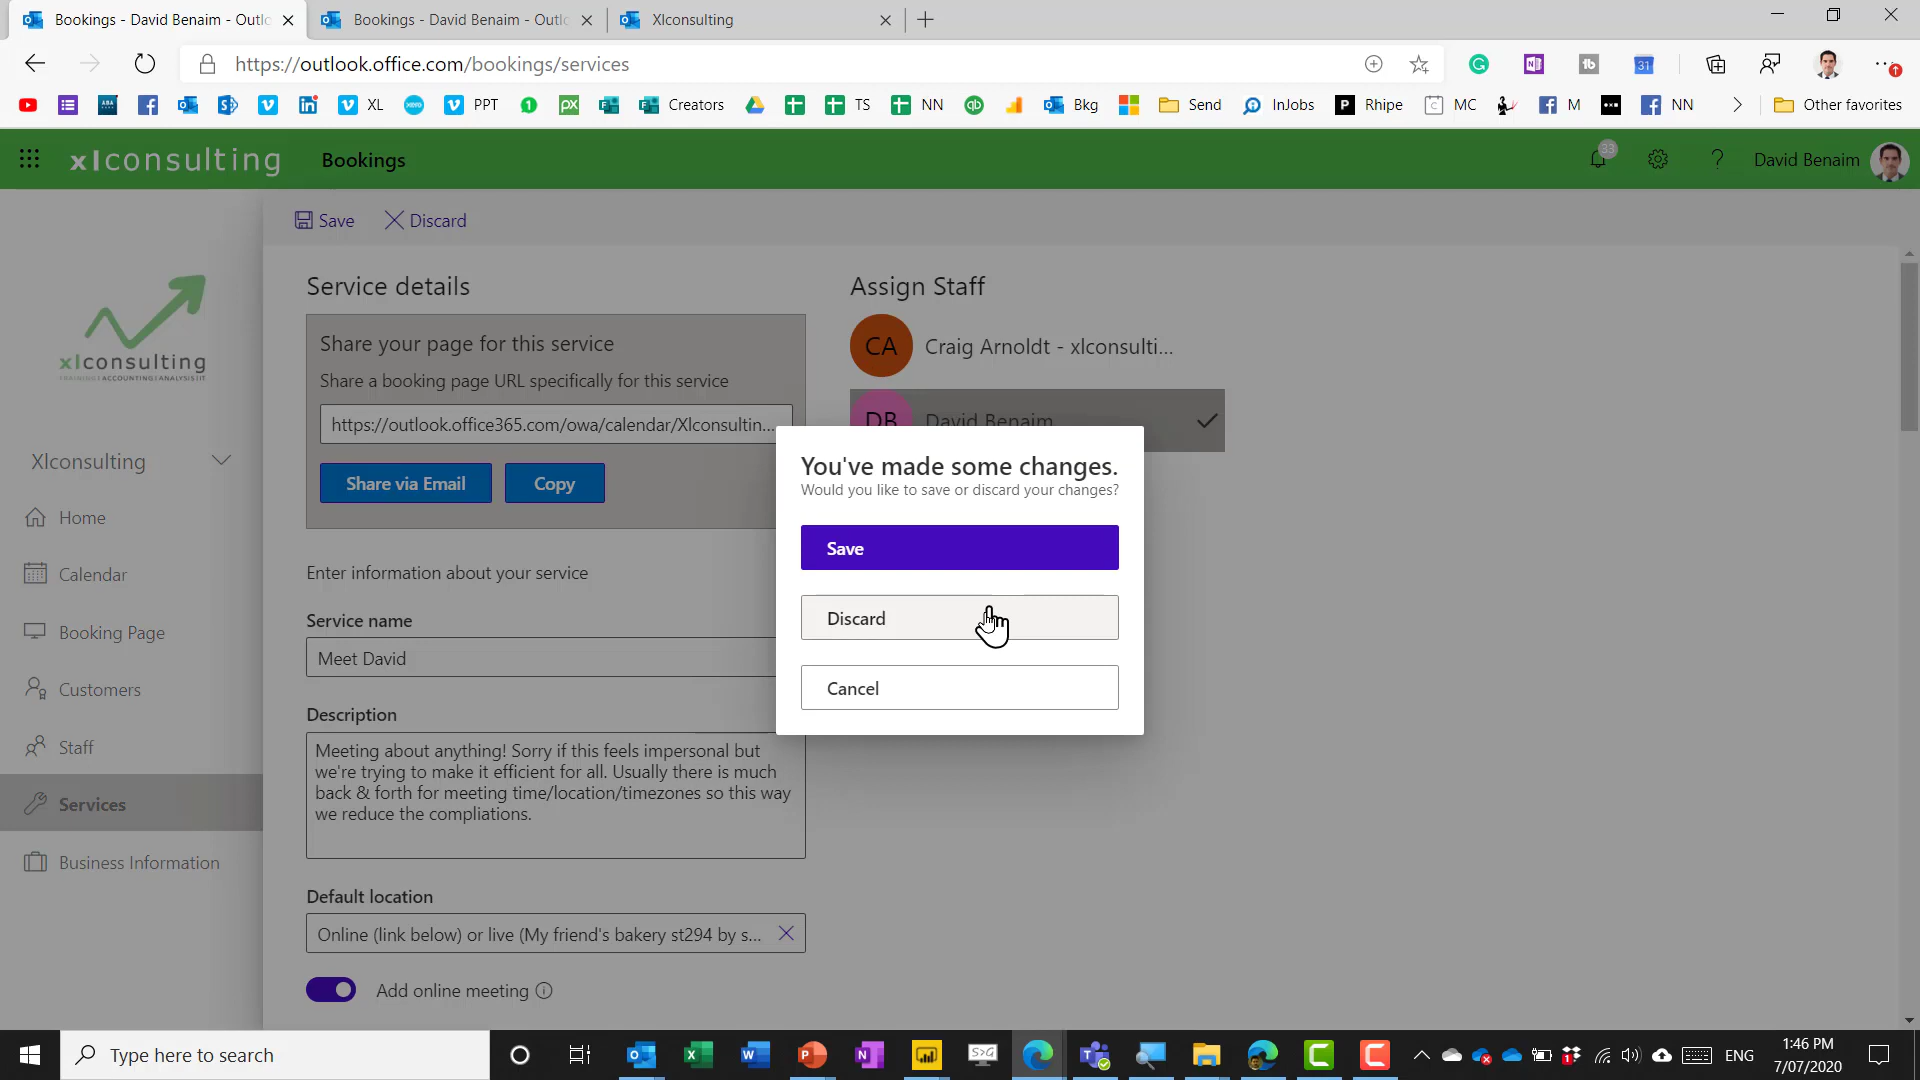 Bookings - David Benaim - Outlo
Bookings - David Benaim - Outlo
Xlconsulting
https://outlook.office.com/bookings/services
XL
PPT
Creators
TS
NN
Bkg
Send
InJobs
Rhipe
MC
M
NN
Other favorites
xlconsulting
Bookings
33
David Benaim
Save
Discard
xlconsulting
TRAINING|ACCOUNTING|ANALYSIS|IT
Xlconsulting
Home
Calendar
Booking Page
Customers
Staff
Services
Business Information
Service details
Share your page for this service
Share a booking page URL specifically for this service
https://outlook.office365.com/owa/calendar/Xlconsultin...
Share via Email
Copy
Enter information about your service
Service name
Meet David
Description
Meeting about anything! Sorry if this feels impersonal but
we're trying to make it efficient for all. Usually there is much
back & forth for meeting time/location/timezones so this way
we reduce the compliations.
Default location
Online (link below) or live (My friend's bakery st294 by s...
Add online meeting
Assign Staff
CA
Craig Arnoldt - xlconsulti...
DB
David Benaim
You've made some changes.
Would you like to save or discard your changes?
Save
Discard
Cancel
Type here to search
S>G
ENG
1:46 PM
7/07/2020